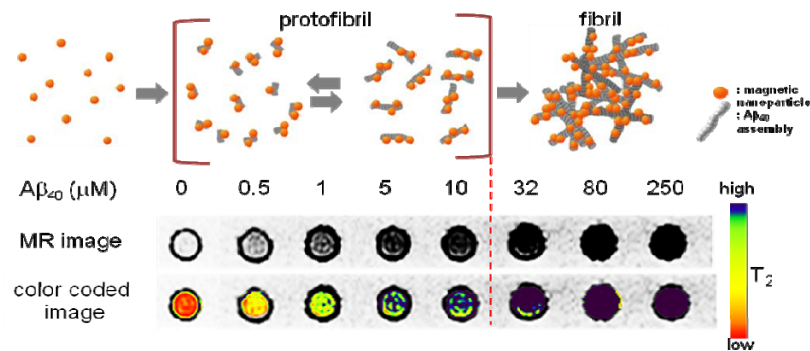 protofibril
fibril
: magnetic
nanoparticle
: Aβ₄₀
assembly
Aβ₄₀ (μM)
0 0.5 1 5 10 32 80 250
high
MR image
color coded
image
T₂
low